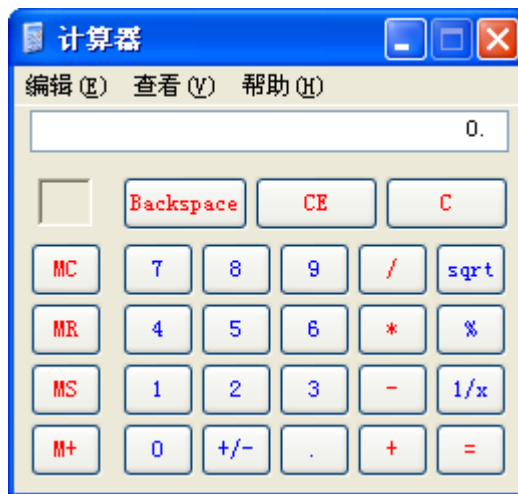 计算器
编辑(E) 查看(V) 帮助(H)
0.
Backspace CE C
MC 7 8 9 / sqrt
MR 4 5 6 * %
MS 1 2 3 - 1/x
M+ 0 +/- . + =